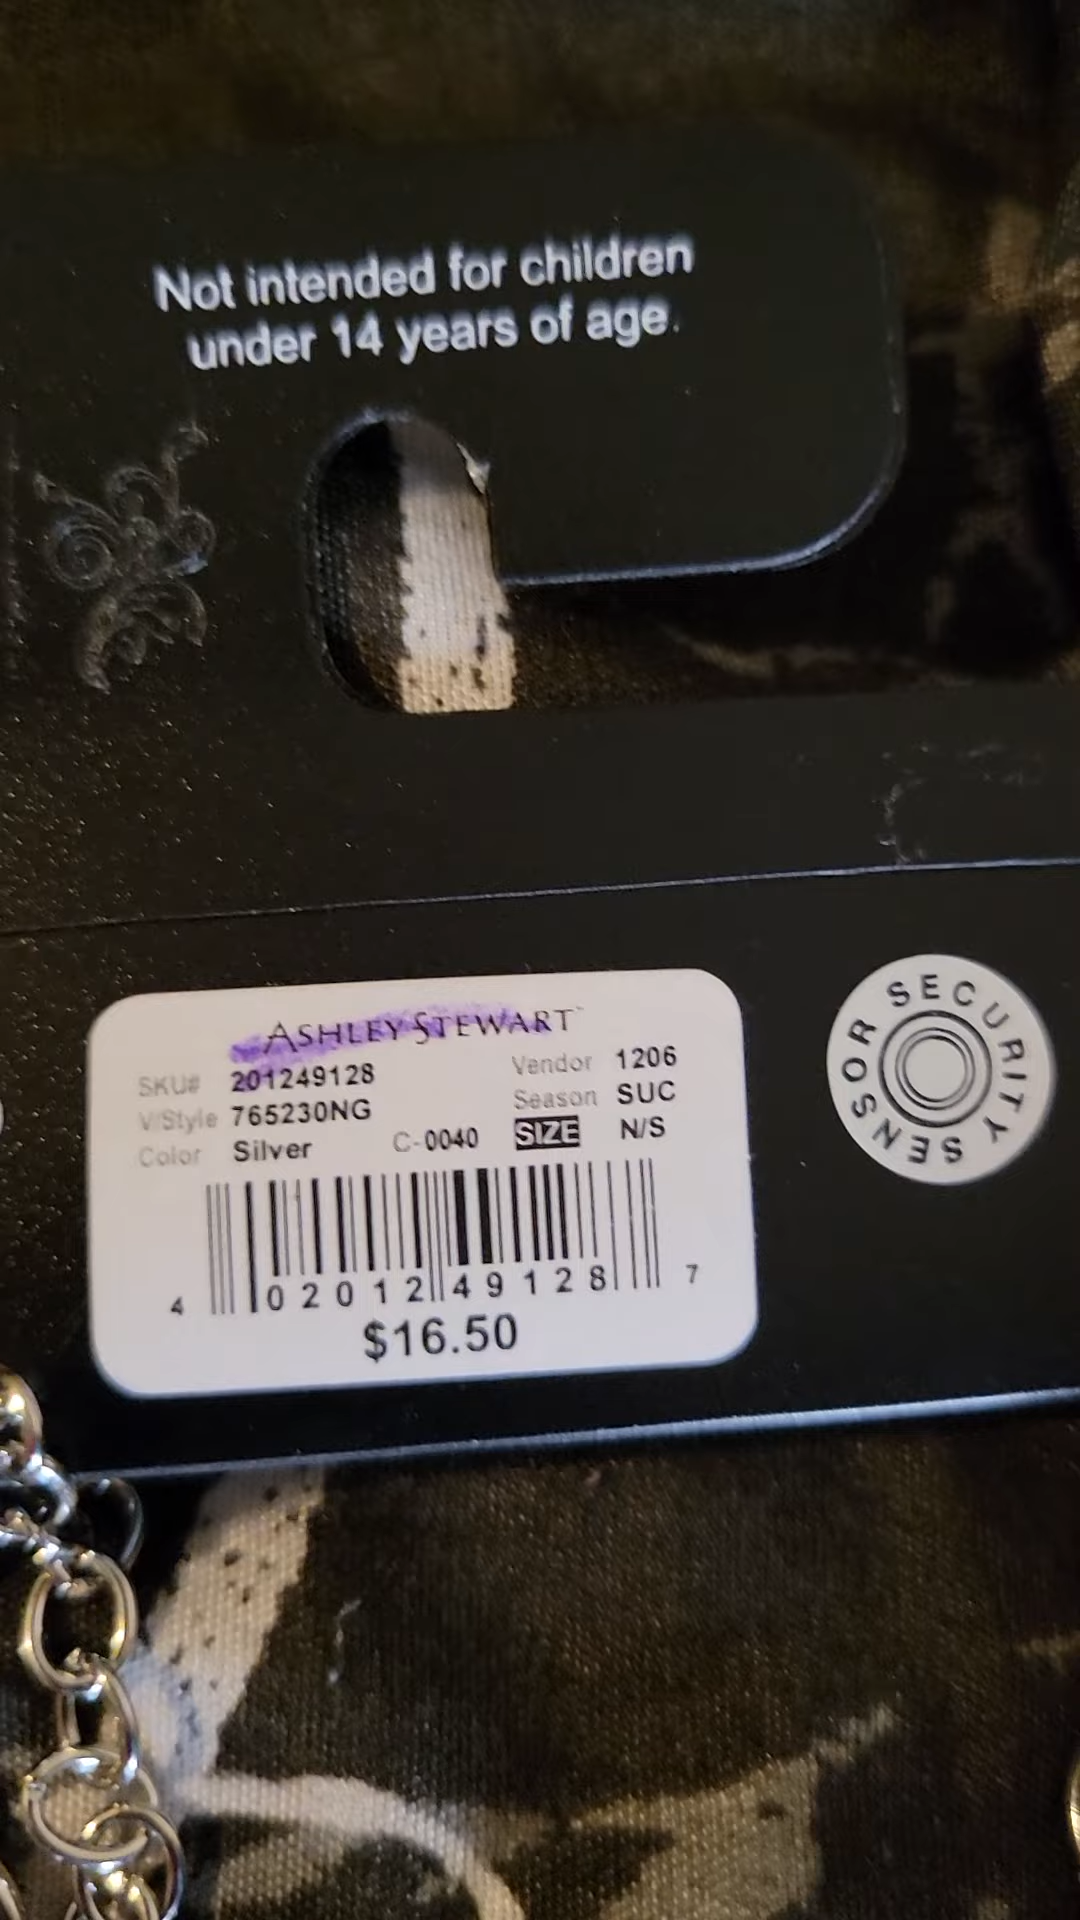 Not intended for children
under 14 years of age.
ASHLEY STEWART™
SKU# 201249128 Vendor 1206
V/Style 765230NG Season SUC
Color Silver C-0040 SIZE N/S
4 02012 49128 7
$16.50
SECURITY SENSOR